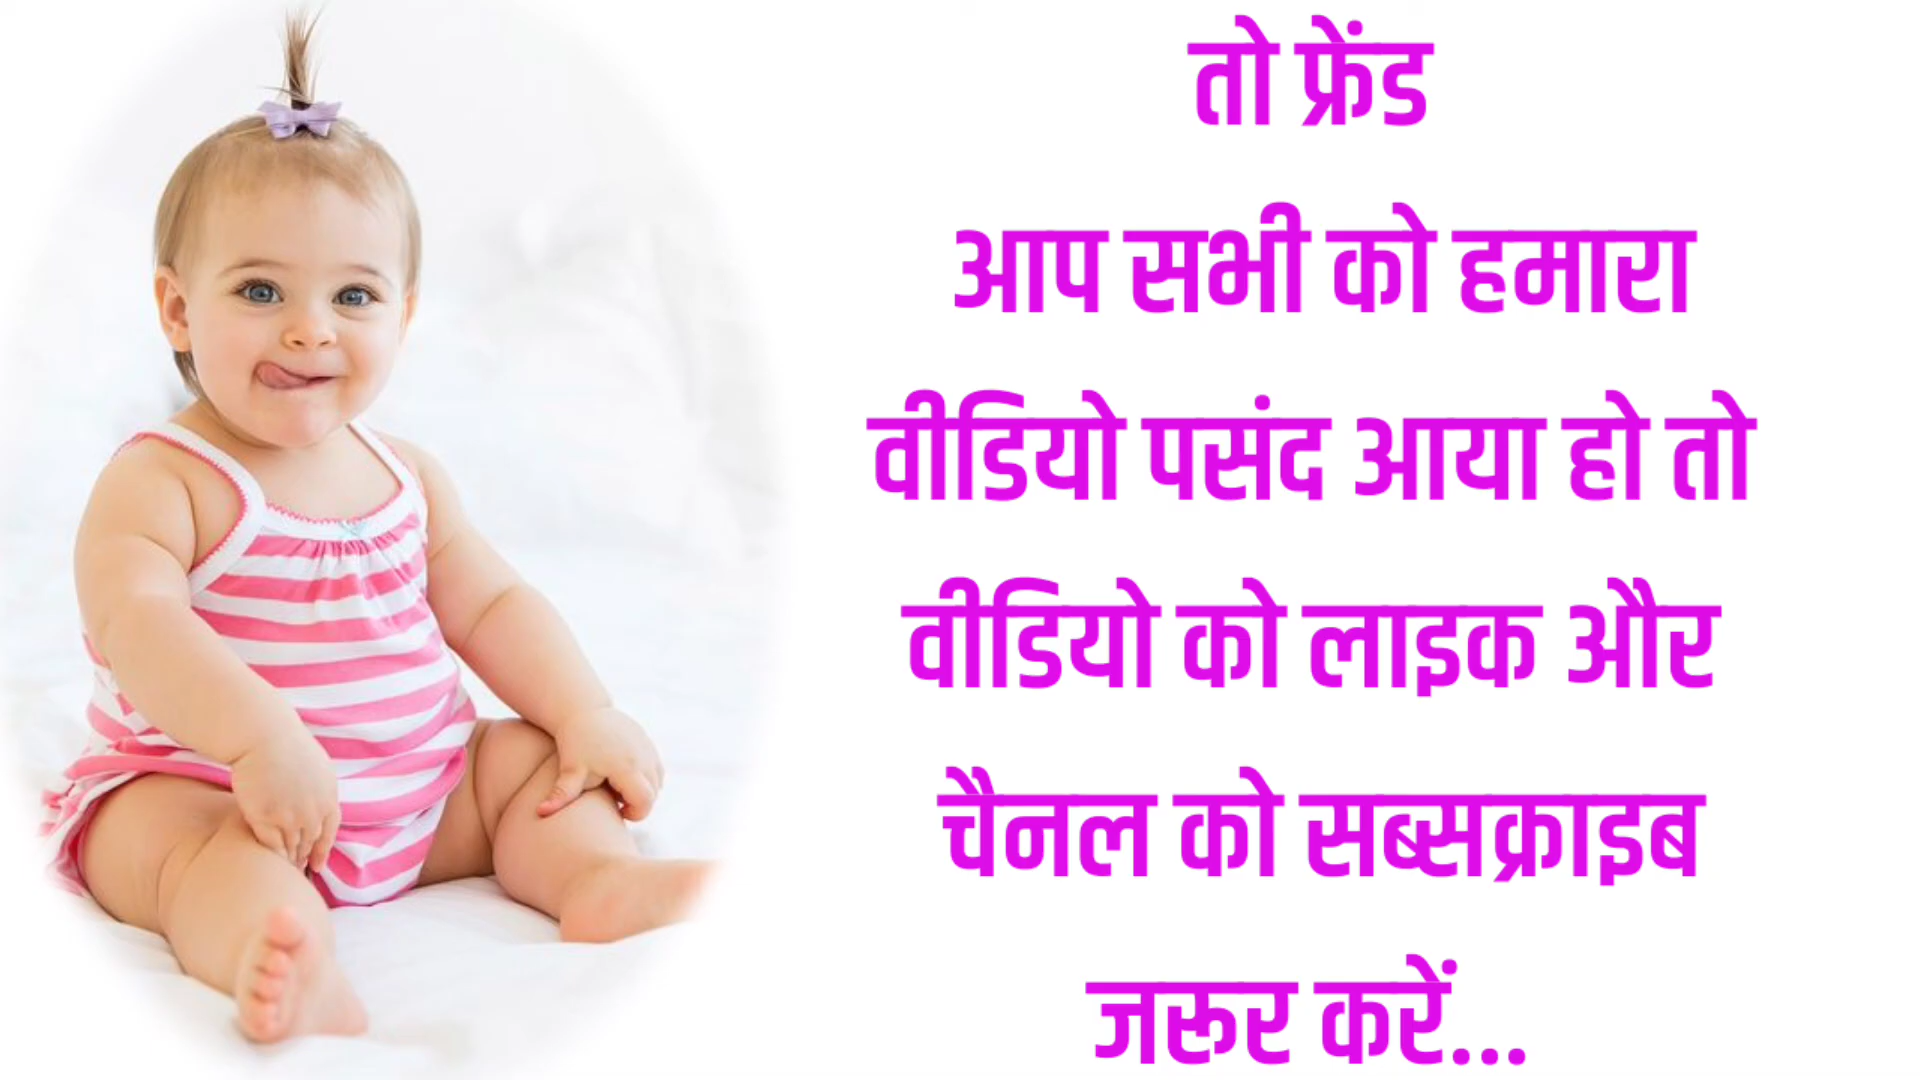 तो फ्रेंड
आप सभी को हमारा
वीडियो पसंद आया हो तो
वीडियो को लाइक और
चैनल को सब्सक्राइब
जरूर करें...